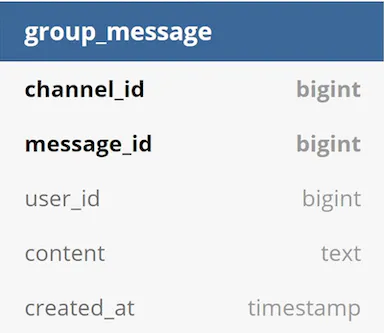 group_message
channel_id bigint
message_id bigint
user_id bigint
content text
created_at timestamp